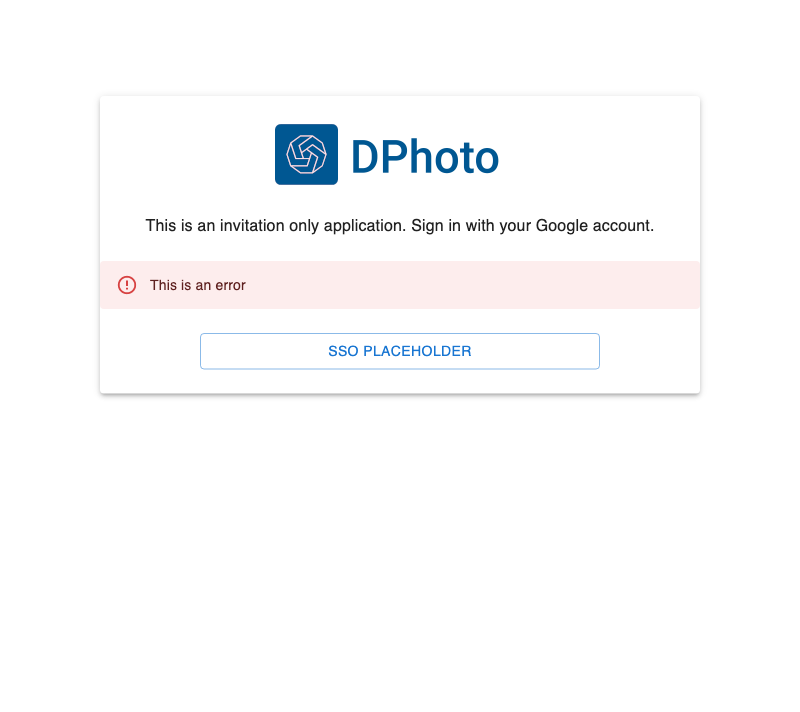 DPhoto
This is an invitation only application. Sign in with your Google account.
This is an error
SSO PLACEHOLDER